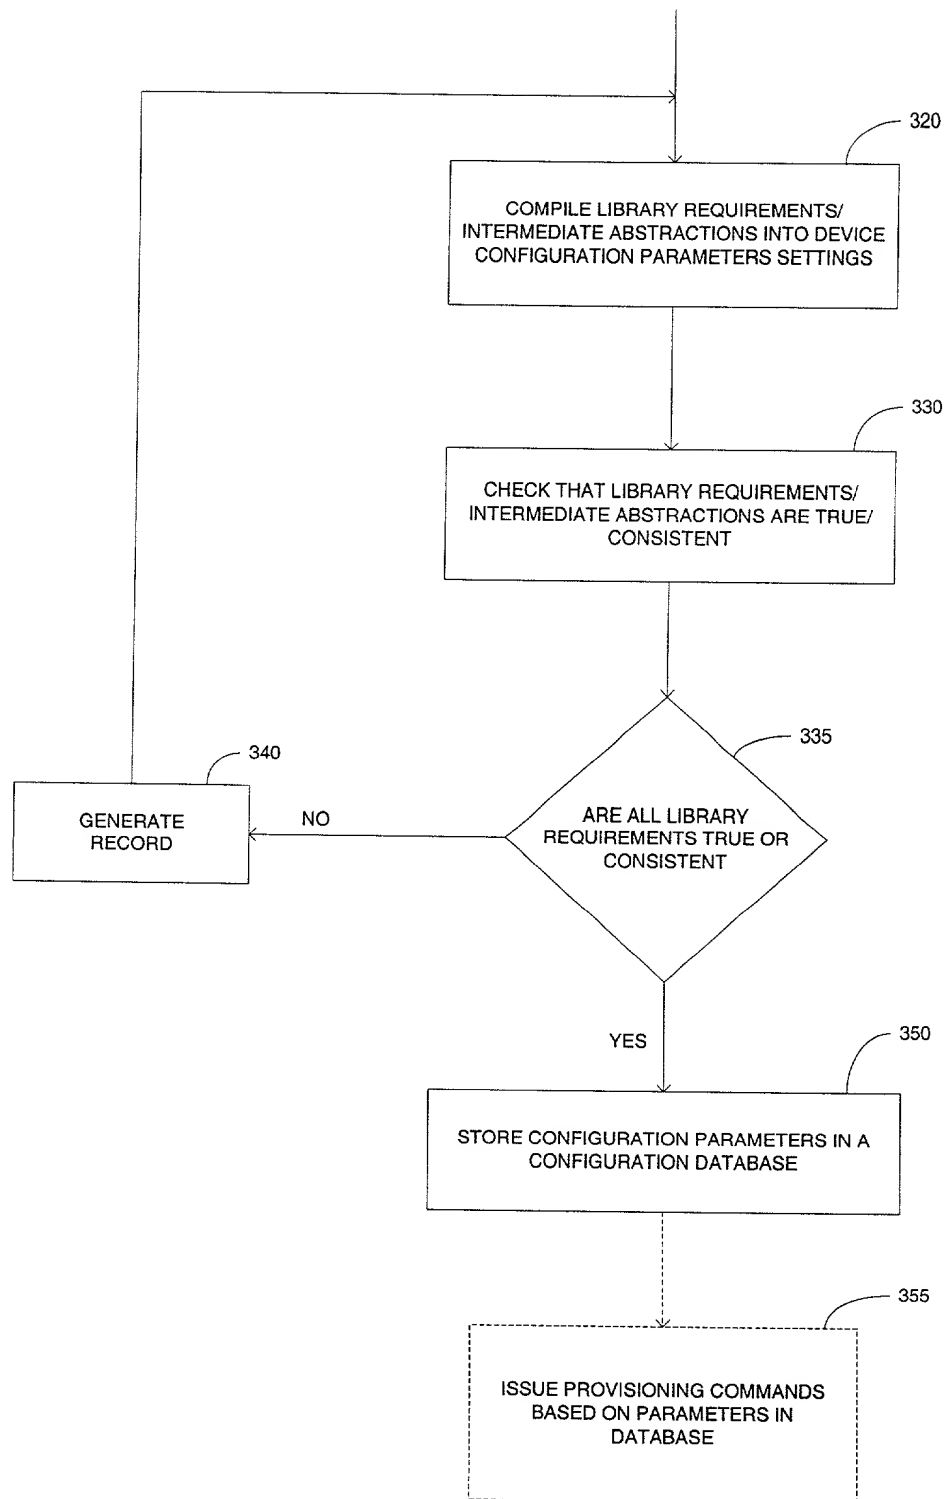 320
COMPILE LIBRARY REQUIREMENTS/
INTERMEDIATE ABSTRACTIONS INTO DEVICE
CONFIGURATION PARAMETERS SETTINGS
330
CHECK THAT LIBRARY REQUIREMENTS/
INTERMEDIATE ABSTRACTIONS ARE TRUE/
CONSISTENT
335
ARE ALL LIBRARY
REQUIREMENTS TRUE OR
CONSISTENT
NO
340
GENERATE
RECORD
YES
350
STORE CONFIGURATION PARAMETERS IN A
CONFIGURATION DATABASE
355
ISSUE PROVISIONING COMMANDS
BASED ON PARAMETERS IN
DATABASE